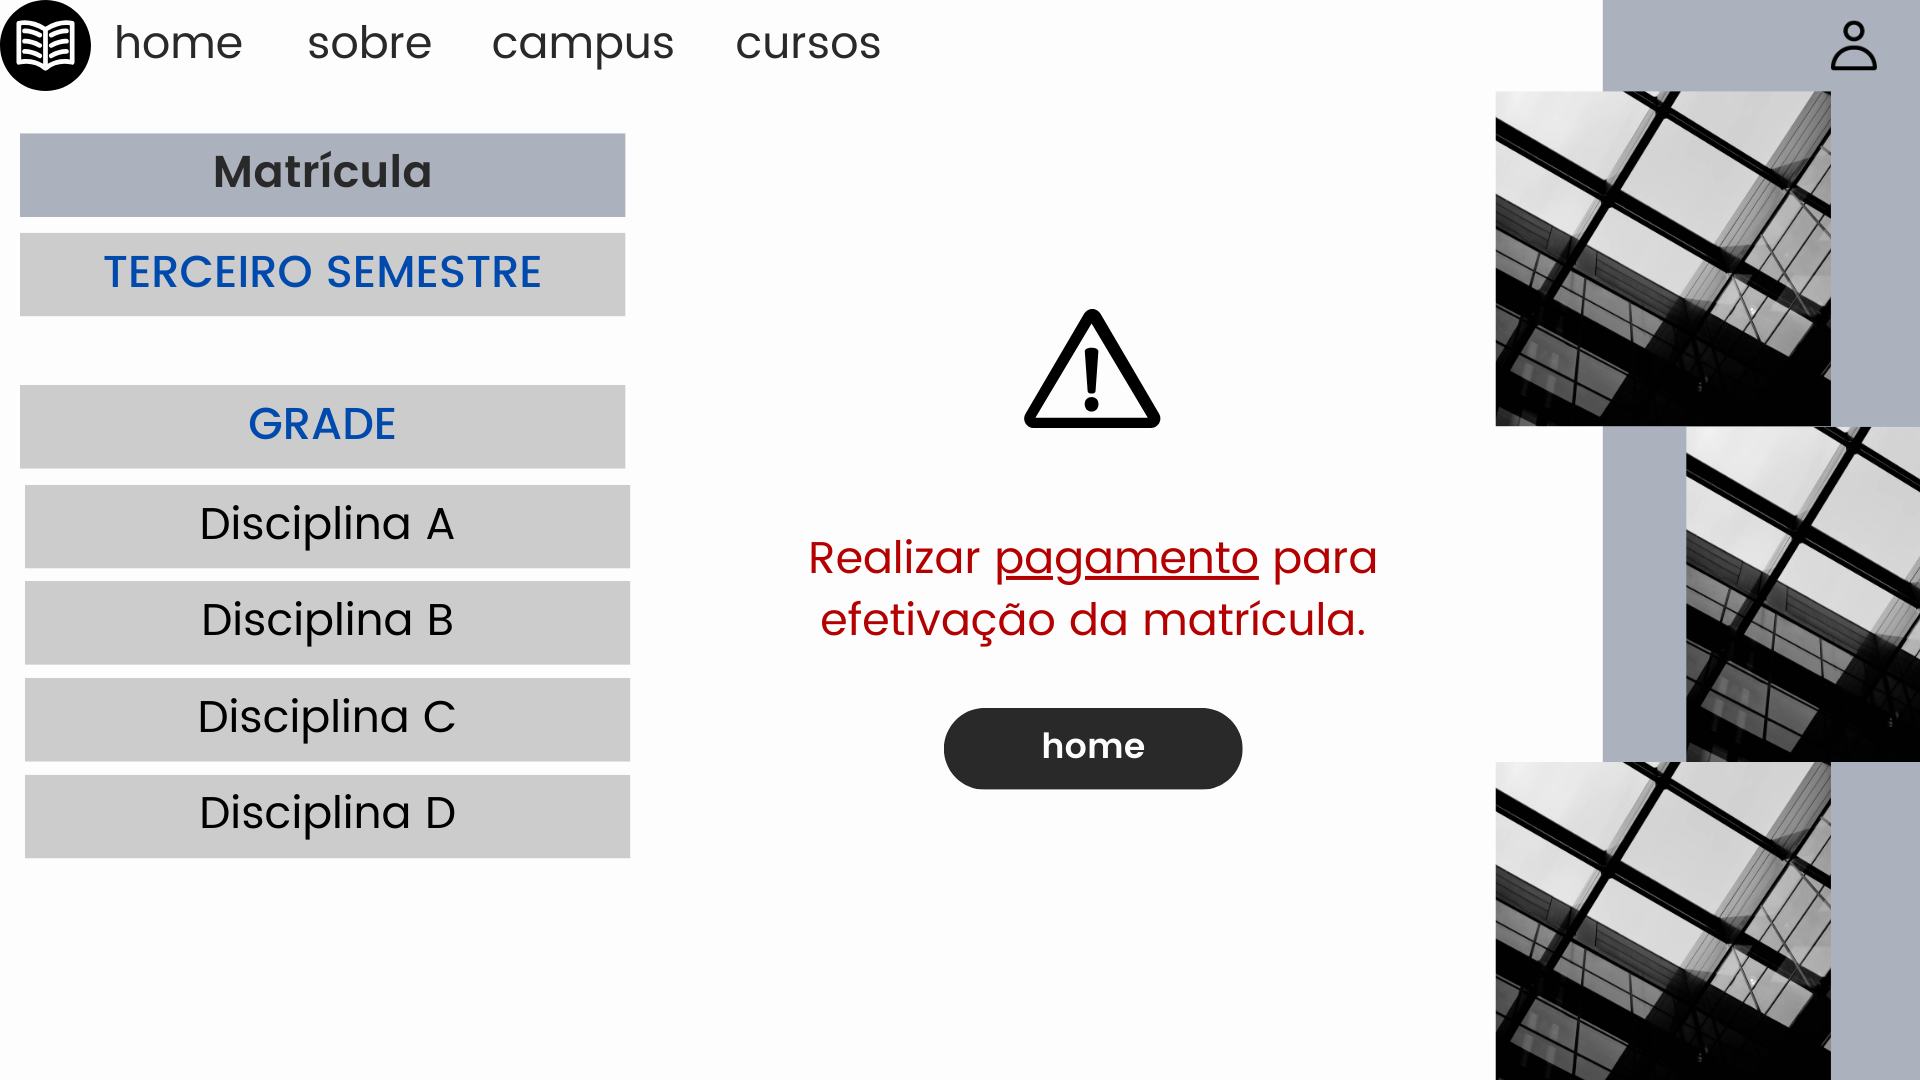 home sobre campus cursos
Matrícula
TERCEIRO SEMESTRE
GRADE
Disciplina A
Disciplina B
Disciplina C
Disciplina D
Realizar pagamento para
efetivação da matrícula.
home